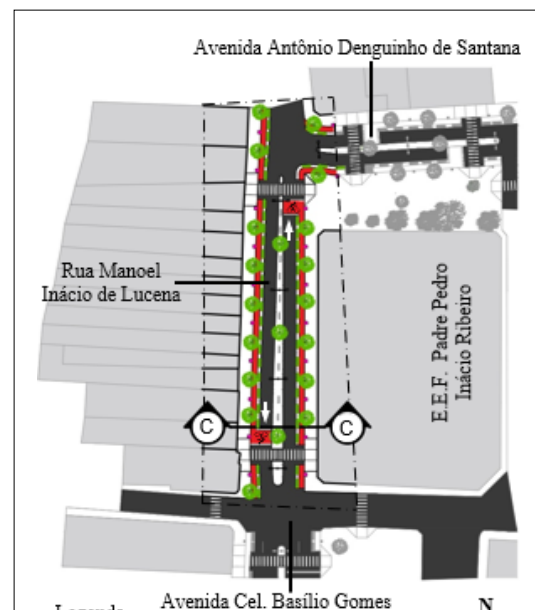 Avenida Antônio Denguinho de Santana
Rua Manoel
Inácio de Lucena
E.E.F. Padre Pedro
Inácio Ribeiro
C
C
Avenida Cel. Basílio Gomes
N